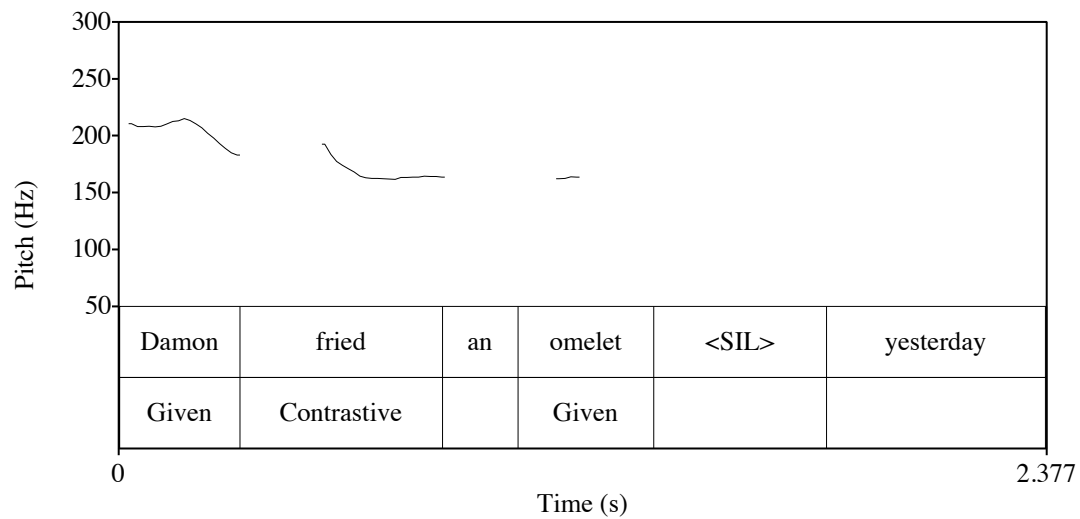 300
250
200
150
100
50
Pitch (Hz)
Damon fried an omelet <SIL> yesterday
Given Contrastive Given
0 2.377
Time (s)